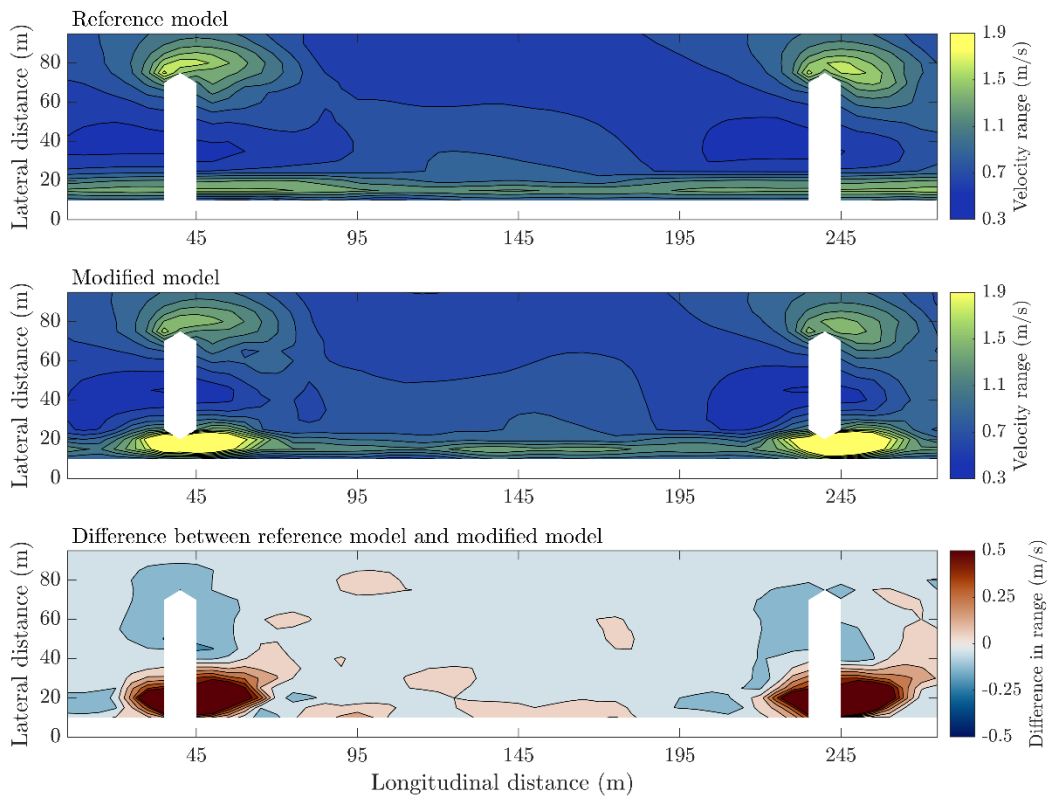 Reference model
Lateral distance (m)
80
60
40
20
0
45 95 145 195 245
1.9
1.5
1.1
0.7
0.3
Velocity range (m/s)
Modified model
Lateral distance (m)
80
60
40
20
0
45 95 145 195 245
1.9
1.5
1.1
0.7
0.3
Velocity range (m/s)
Difference between reference model and modified model
Lateral distance (m)
80
60
40
20
0
45 95 145 195 245
Longitudinal distance (m)
0.5
0.25
0
-0.25
-0.5
Difference in range (m/s)